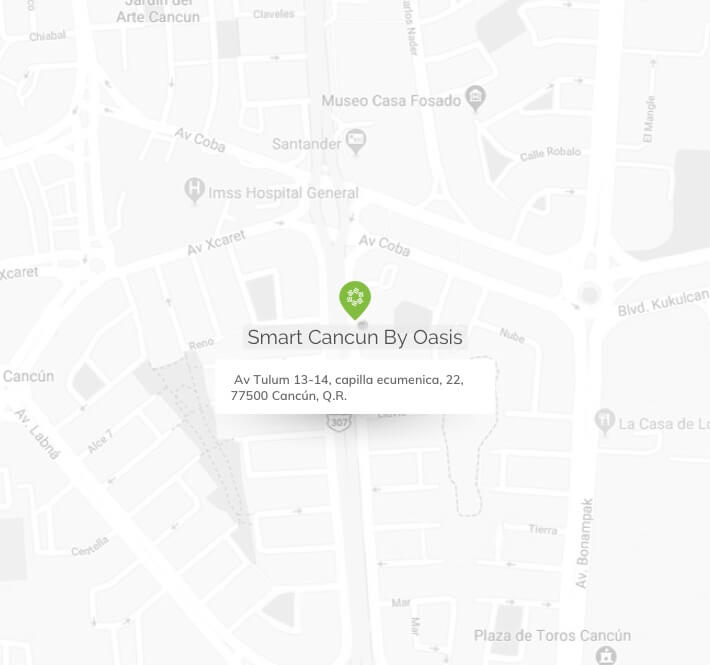 Jardín del
Arte Cancun
Claveles
Chiabal
Carlos Nader
Museo Casa Fosado
El Mangle
Av Coba
Santander
Calle Robalo
Imss Hospital General
Av Xcaret
Av Coba
Xcaret
Blvd. Kukulcan
Smart Cancun By Oasis
Nube
Reno
Cancún
Av Tulum 13-14, capilla ecumenica, 22,
77500 Cancún, Q.R.
307
Av. Labná
Alce 7
La Casa de Lo
Av. Bonampak
Tierra
Centella
Mar
Mar
Plaza de Toros Cancún